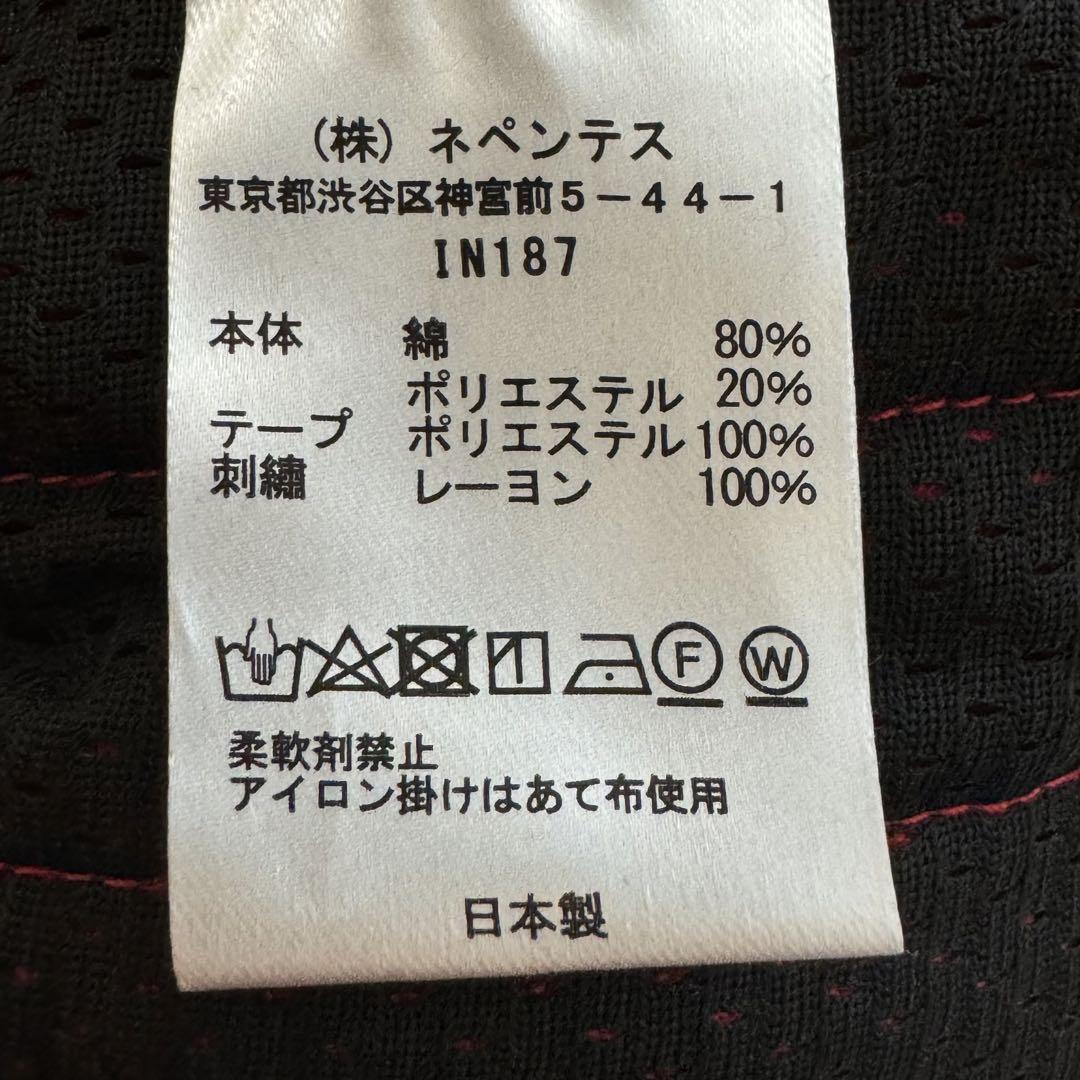 (株) ネペンテス
東京都渋谷区神宮前5-44-1
IN187
本体 綿 80%
ポリエステル 20%
テープ ポリエステル 100%
刺繡 レーヨン 100%
F W
柔軟剤禁止
アイロン掛けはあて布使用
日本製